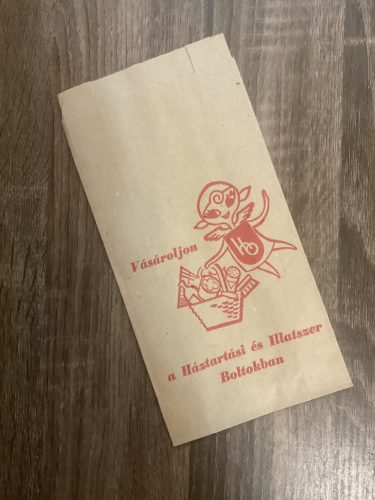 Vásároljon
a Háztartási és Illatszer
Boltokban